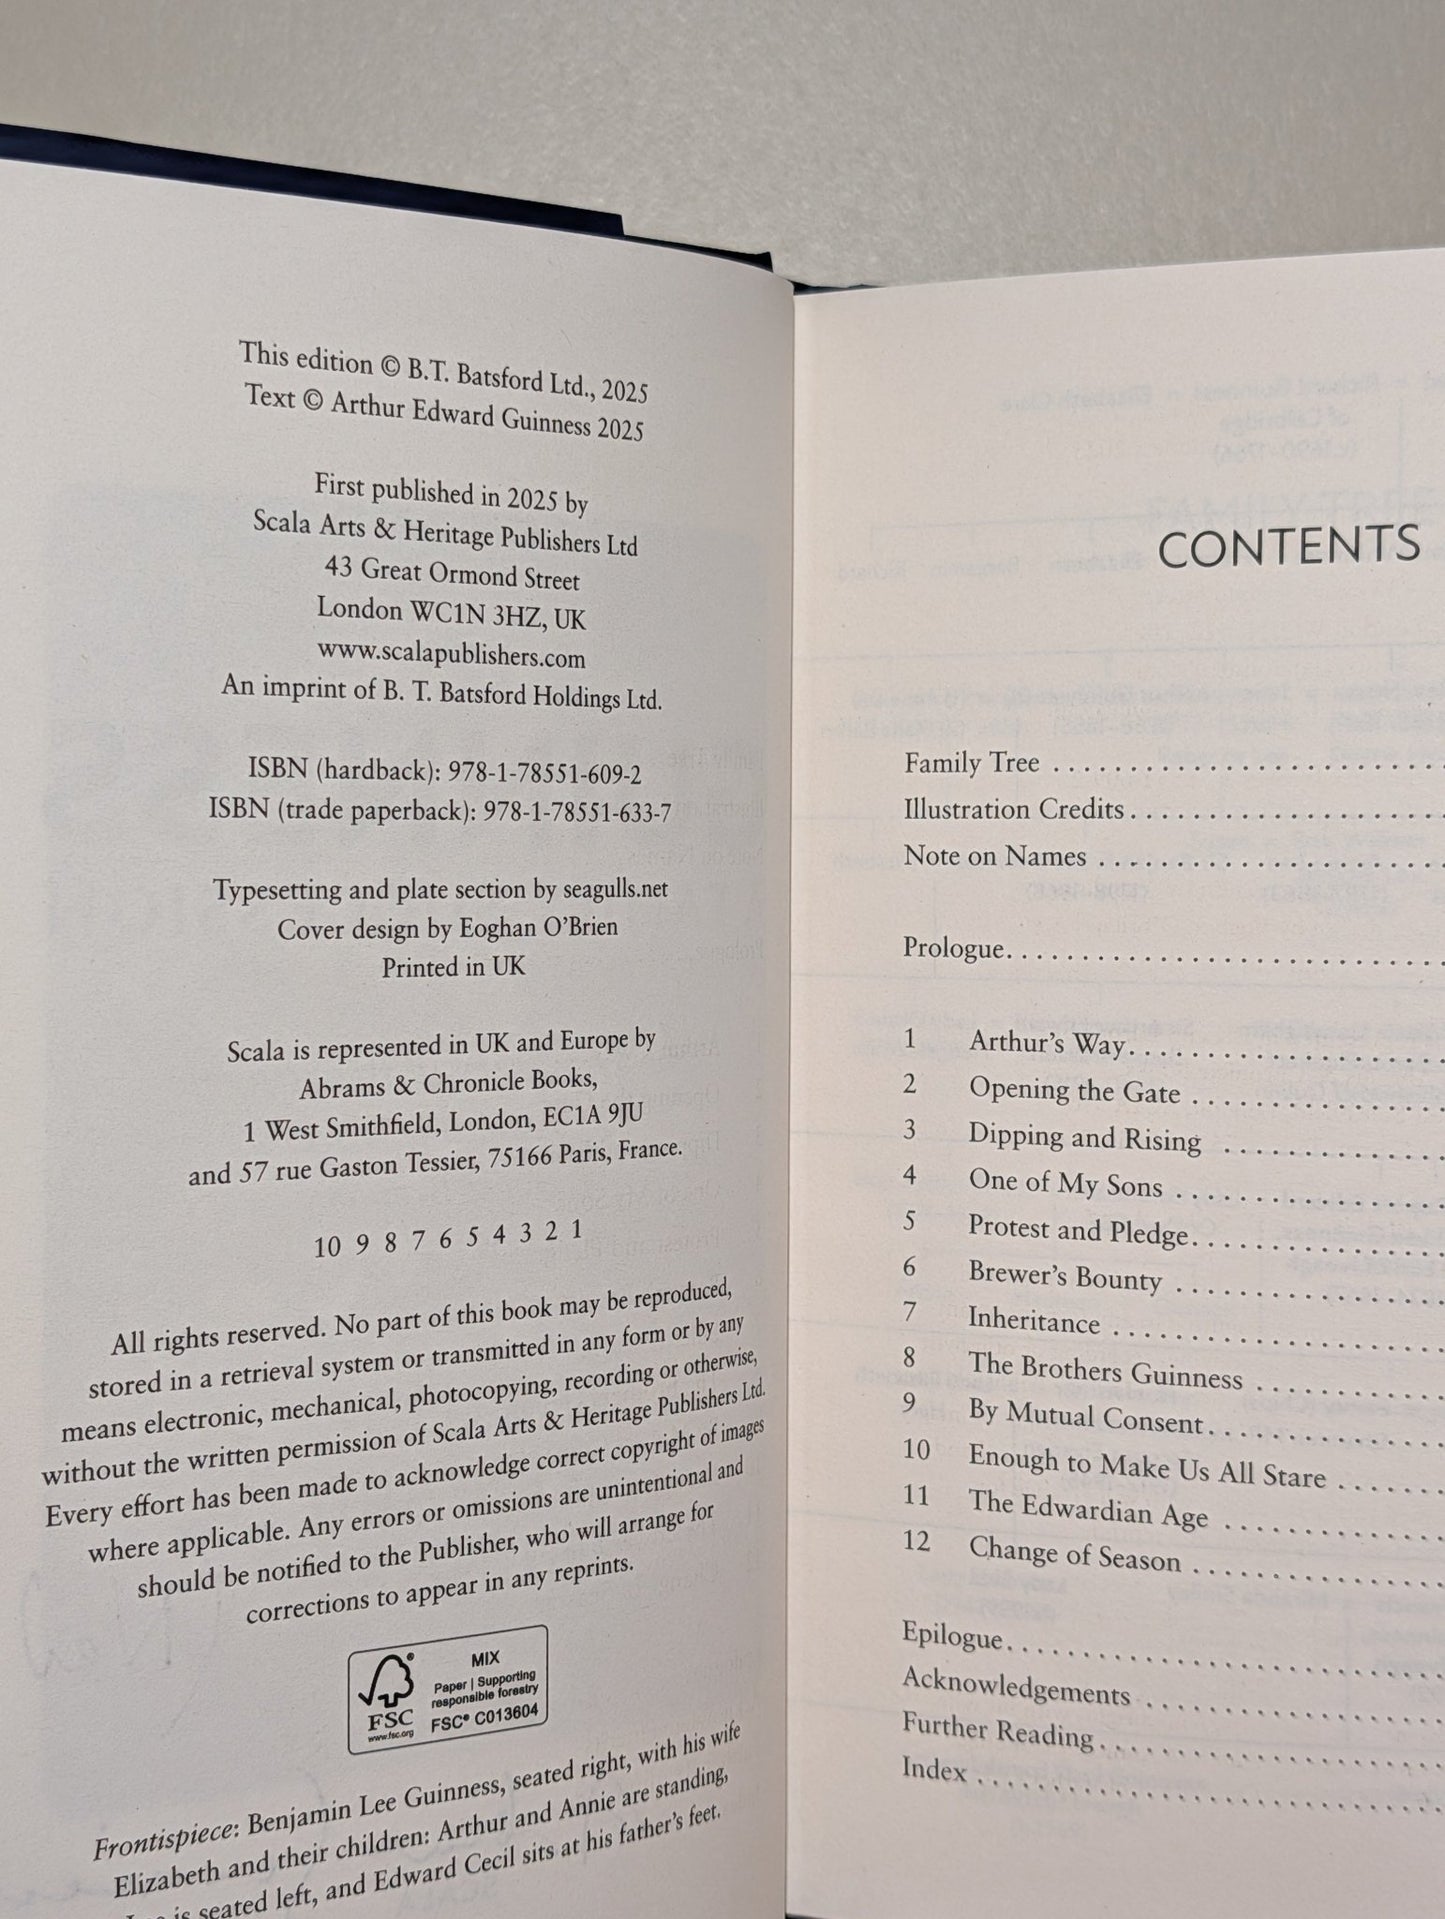 This edition © B.T. Batsford Ltd., 2025
Text © Arthur Edward Guinness 2025
First published in 2025 by
Scala Arts & Heritage Publishers Ltd
43 Great Ormond Street
London WC1N 3HZ, UK
www.scalapublishers.com
An imprint of B. T. Batsford Holdings Ltd.
ISBN (hardback): 978-1-78551-609-2
ISBN (trade paperback): 978-1-78551-633-7
Typesetting and plate section by seagulls.net
Cover design by Eoghan O’Brien
Printed in UK
Scala is represented in UK and Europe by
Abrams & Chronicle Books,
1 West Smithfield, London, EC1A 9JU
and 57 rue Gaston Tessier, 75166 Paris, France.
10 9 8 7 6 5 4 3 2 1
All rights reserved. No part of this book may be reproduced,
stored in a retrieval system or transmitted in any form or by any
means electronic, mechanical, photocopying, recording or otherwise,
without the written permission of Scala Arts & Heritage Publishers Ltd.
Every effort has been made to acknowledge correct copyright of images
where applicable. Any errors or omissions are unintentional and
should be notified to the Publisher, who will arrange for
corrections to appear in any reprints.
FSC
www.fsc.org
MIX
Paper | Supporting
responsible forestry
FSC® C013604
Frontispiece: Benjamin Lee Guinness, seated right, with his wife
Elizabeth and their children: Arthur and Annie are standing,
is seated left, and Edward Cecil sits at his father’s feet.
CONTENTS
Family Tree
Illustration Credits
Note on Names
Prologue
1 Arthur’s Way
2 Opening the Gate
3 Dipping and Rising
4 One of My Sons
5 Protest and Pledge
6 Brewer’s Bounty
7 Inheritance
8 The Brothers Guinness
9 By Mutual Consent
10 Enough to Make Us All Stare
11 The Edwardian Age
12 Change of Season
Epilogue
Acknowledgements
Further Reading
Index